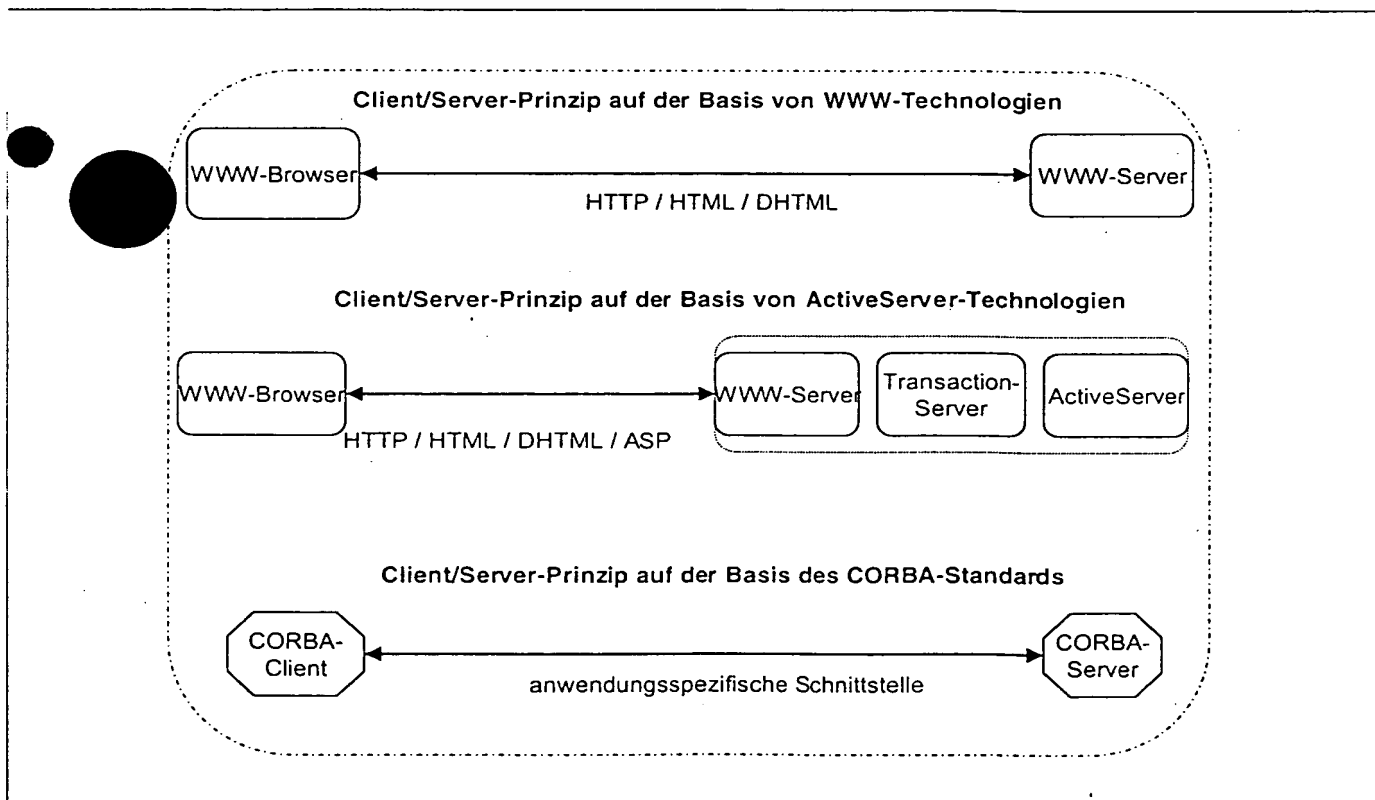 Client/Server-Prinzip auf der Basis von WWW-Technologien
WWW-Browser
WWW-Server
HTTP / HTML / DHTML
Client/Server-Prinzip auf der Basis von ActiveServer-Technologien
WWW-Browser
WWW-Server
Transaction-
Server
ActiveServer
HTTP / HTML / DHTML / ASP
Client/Server-Prinzip auf der Basis des CORBA-Standards
CORBA-
Client
CORBA-
Server
anwendungsspezifische Schnittstelle